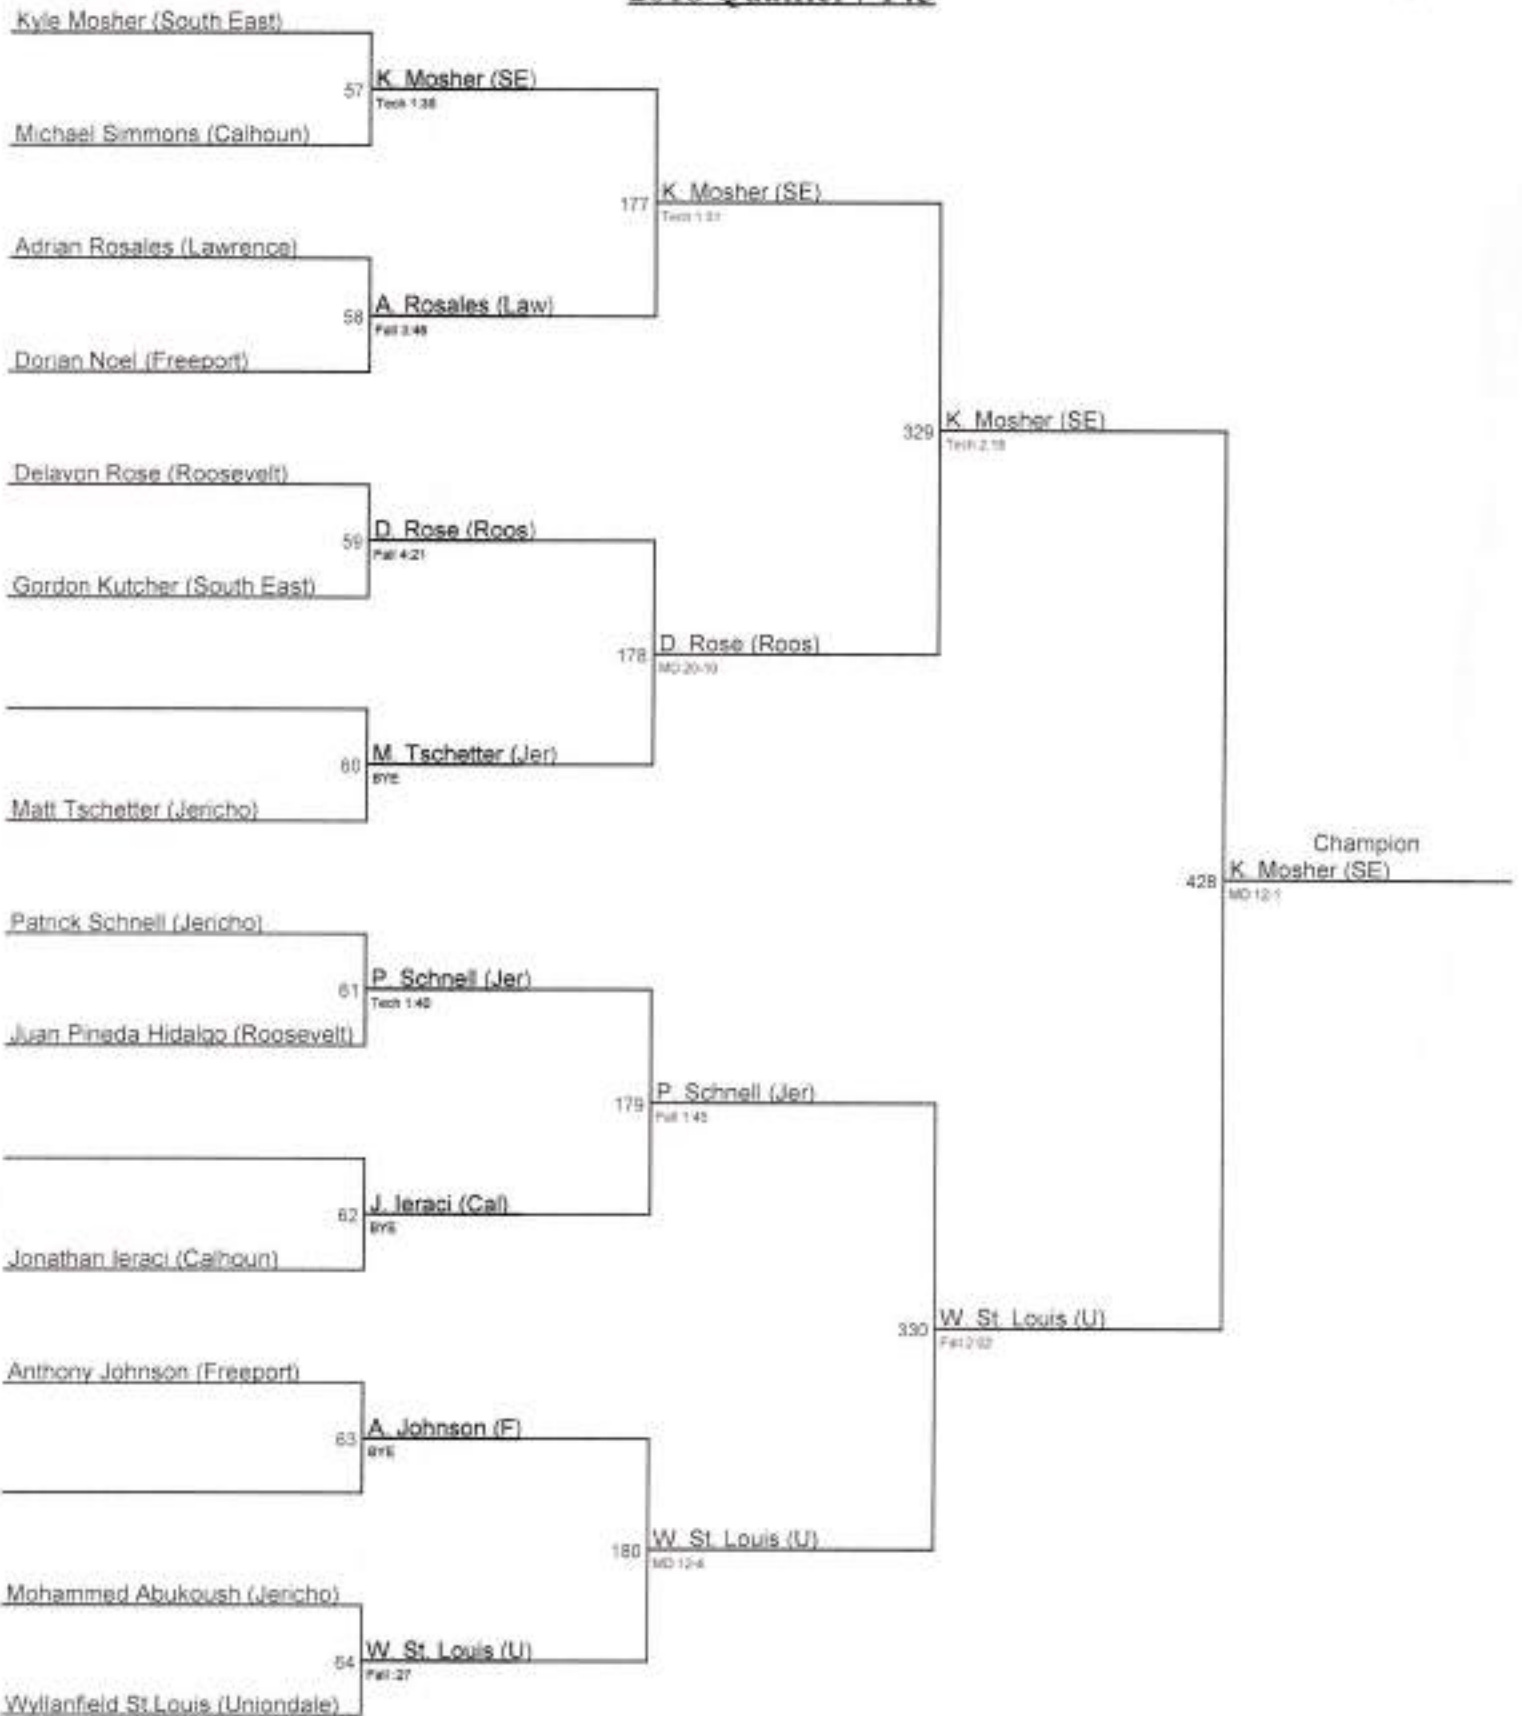 Kyle Mosher (South East)
57 K. Mosher (SE)
Michael Simmons (Calhoun)
177 K. Mosher (SE)
Adrian Rosales (Lawrence)
58 A. Rosales (Law)
Dorian Noel (Freeport)
329 K. Mosher (SE)
Delavon Rose (Roosevelt)
59 D. Rose (Roos)
Fall 4:21
Gordon Kutcher (South East)
178 D. Rose (Roos)
MD 20-10
60 M. Tschetter (Jer)
BYE
Matt Tschetter (Jericho)
Champion
428 K. Mosher (SE)
MD 12-1
Patrick Schnell (Jericho)
61 P. Schnell (Jer)
Tech 1:40
Juan Pineda Hidalgo (Roosevelt)
179 P. Schnell (Jer)
62 J. Ieraci (Cal)
BYE
Jonathan Ieraci (Calhoun)
330 W. St. Louis (U)
Anthony Johnson (Freeport)
63 A. Johnson (F)
BYE
180 W. St. Louis (U)
Mohammed Abukoush (Jericho)
64 W. St. Louis (U)
Fall :27
Wyllanfield St.Louis (Uniondale)